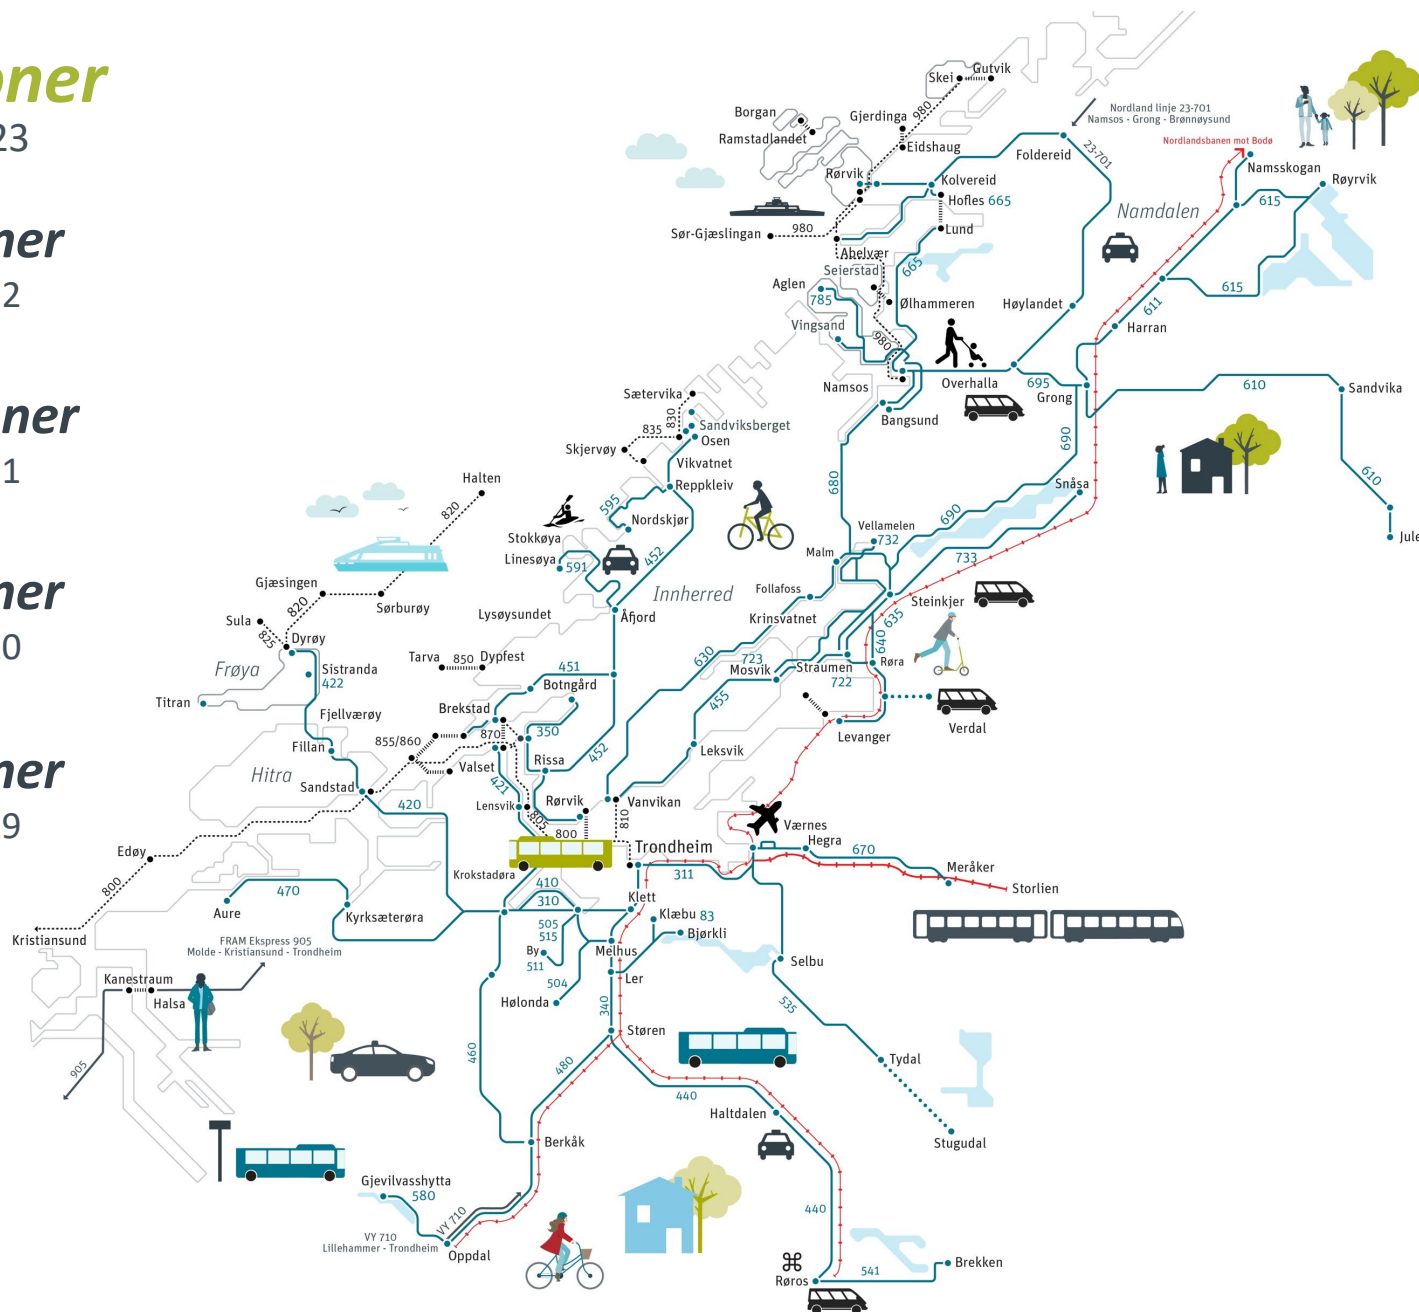 oner
23
ner
2
oner
1
ner
0
ner
9
Skei
Gutvik
980
Borgan
Ramstadlandet
Gjerdinga
Eidshaug
Nordland linje 23-701
Namsos - Grong - Brønnøysund
Foldereid
23-701
Nordlandsbanen mot Bodø
Namsskogan
Røyrvik
Rørvik
Kolvereid
Hofles 665
615
Namdalen
Sør-Gjæslingan
980
Lund
Abelvær
Seierstad
665
Aglen
785
Ølhammeren
Høylandet
615
611
Vingsand
980
Harran
Namsos
Overhalla
695
Grong
610
Sandvika
Bangsund
Sætervika
830
835
Sandviksberget
Osen
Skjervøy
Vikvatnet
690
680
610
Halten
Reppkleiv
Snåsa
820
595
Nordskjør
690
Vellamelen
732
Jule
Stokkøya
Linesøya
591
452
Malm
733
Gjæsingen
820
Sørburøy
Innherred
Follafoss
Steinkjer
Sula
825
Dyrøy
Lysøysundet
Åfjord
Krinsvatnet
635
640
Frøya
Sistranda
422
Tarva
850
Dypfest
451
630
723
Mosvik
Straumen
722
Røra
Titran
Botngård
455
Fjellværøy
Brekstad
350
870
452
Verdal
Levanger
855/860
Fillan
Valset
Rissa
Leksvik
Hitra
Sandstad
421
420
Lensvik
805
Rørvik
800
Vanvikan
810
Værnes
Hegra
Edøy
Trondheim
670
Meråker
Storlien
800
Krokstadøra
311
470
410
310
Klett
Aure
Kyrksæterøra
505
515
Klæbu 83
Bjørkli
Kristiansund
FRAM Ekspress 905
Molde - Kristiansund - Trondheim
By
511
Melhus
Selbu
Kanestraum
Halsa
504
Ler
Hølonda
340
535
Støren
905
460
480
Tydal
440
Haltdalen
Stugudal
Berkåk
Gjevilvasshytta
580
VY 710
440
VY 710
Lillehammer - Trondheim
Oppdal
Røros
541
Brekken